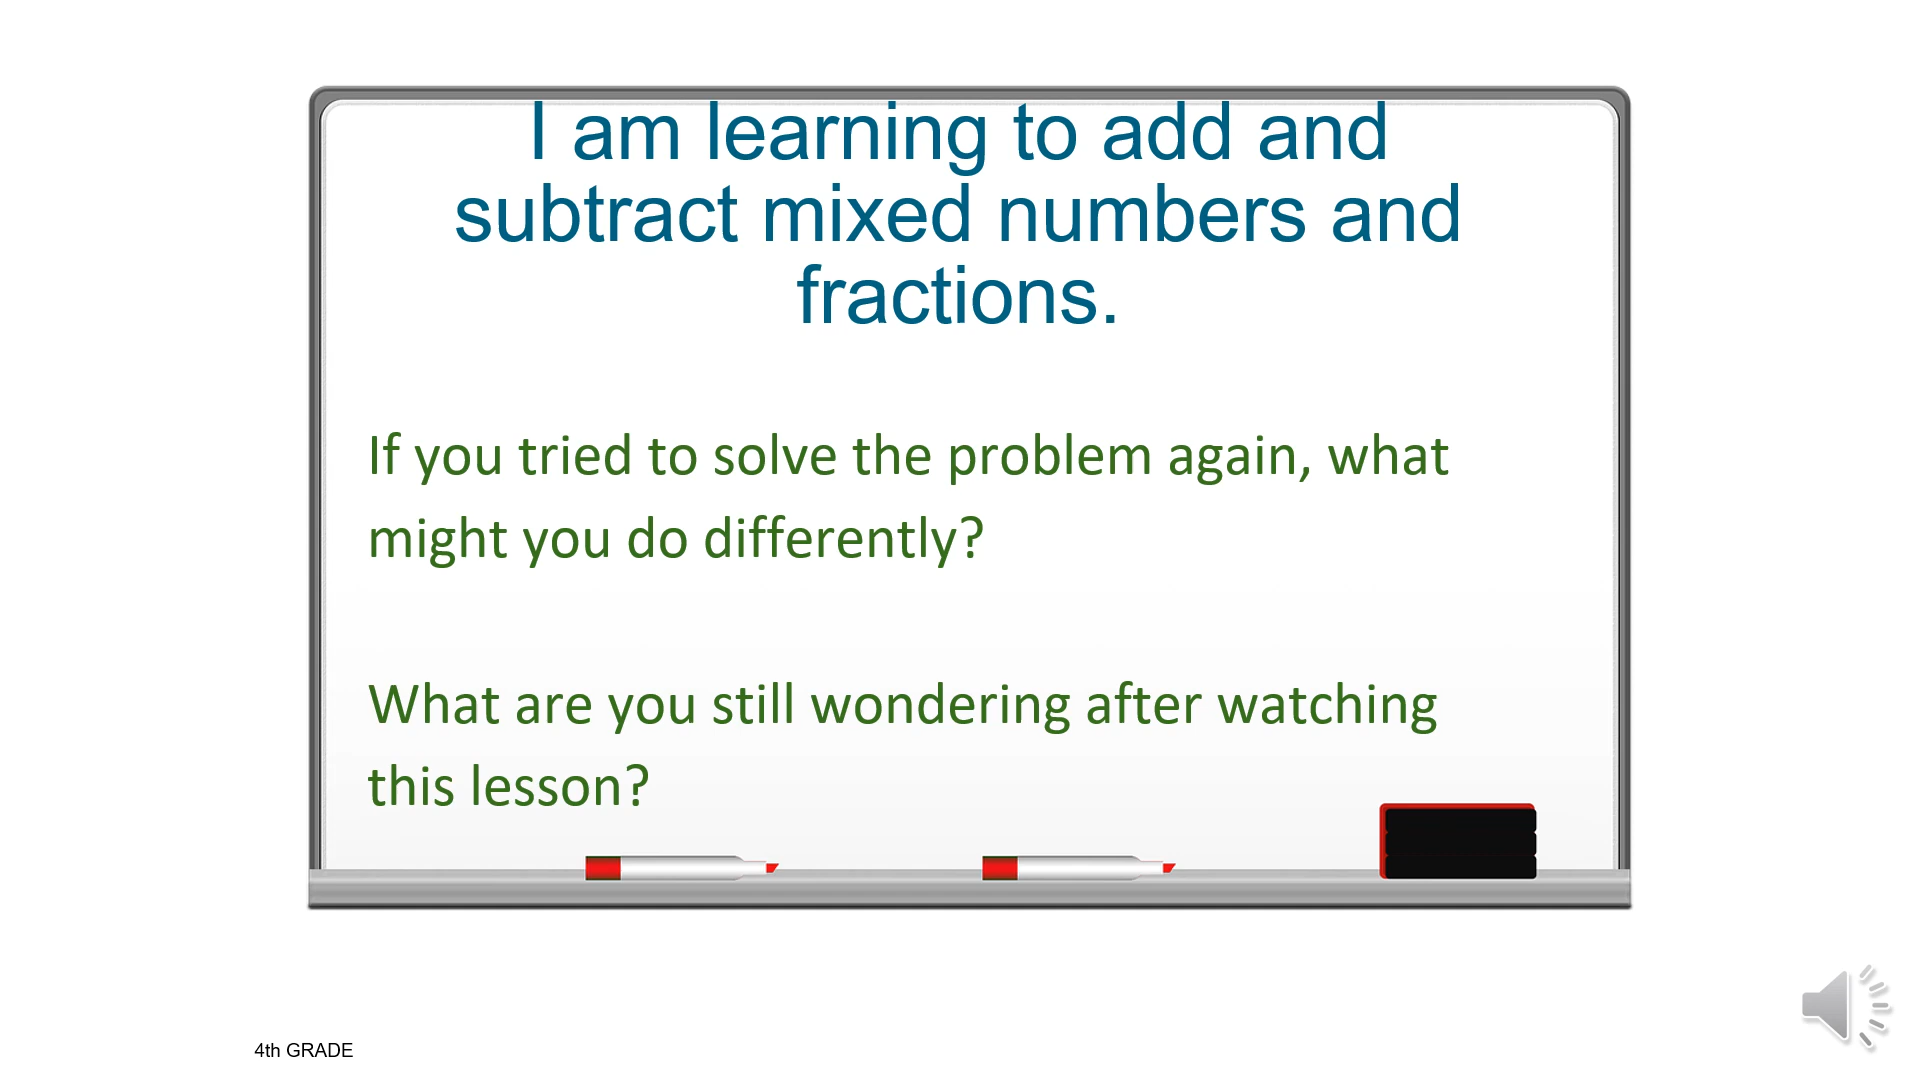 I am learning to add and
subtract mixed numbers and
fractions.
If you tried to solve the problem again, what
might you do differently?
What are you still wondering after watching
this lesson?
4th GRADE